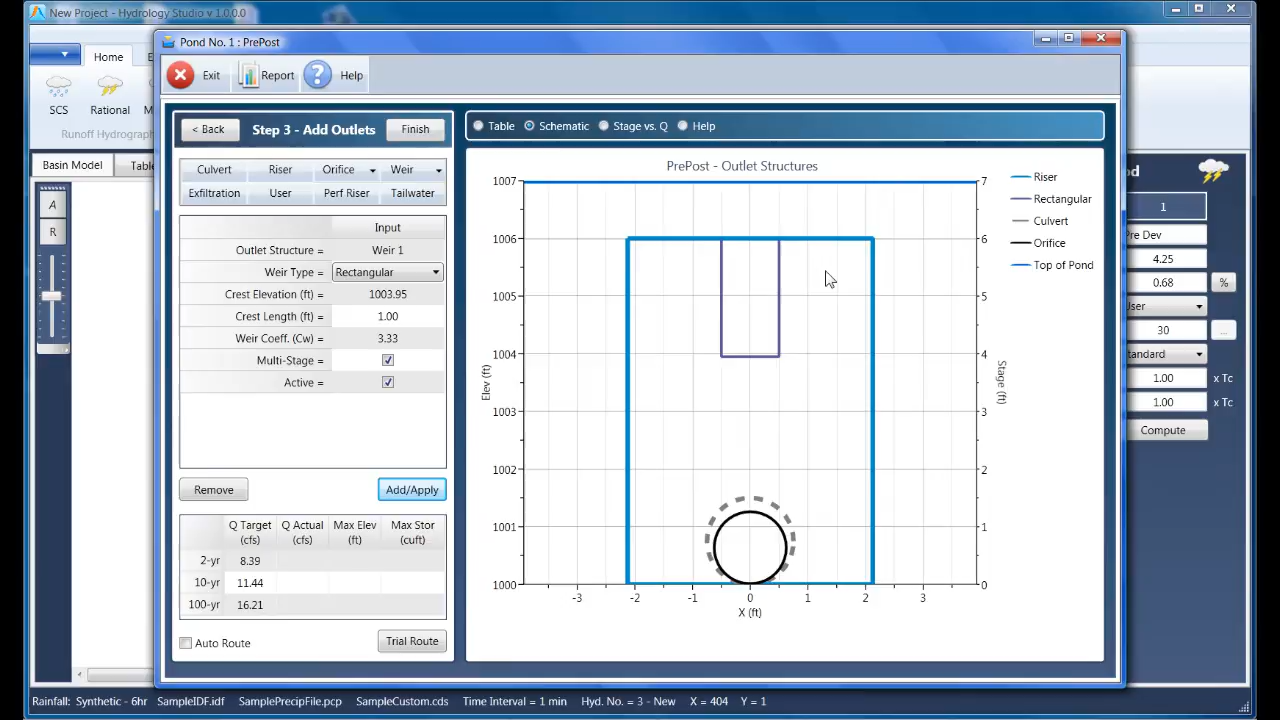 New Project - Hydrology Studio v 1.0.0.0
Pond No. 1 : PrePost
Home
Exit
Report
? Help
SCS
Rational
Runoff Hydrograph
Basin Model
Table
A
R
< Back
Step 3 - Add Outlets
Finish
Culvert Riser Orifice Weir
Exfiltration User Perf Riser Tailwater
Input
Outlet Structure = Weir 1
Weir Type = Rectangular
Crest Elevation (ft) = 1003.95
Crest Length (ft) = 1.00
Weir Coeff. (Cw) = 3.33
Multi-Stage =
Active =
Remove
Add/Apply
Q Target Q Actual Max Elev Max Stor
(cfs) (cfs) (ft) (cuft)
2-yr 8.39
10-yr 11.44
100-yr 16.21
Auto Route
Trial Route
Table Schematic Stage vs. Q Help
PrePost - Outlet Structures
1007
1006
1005
1004
1003
1002
1001
1000
Elev (ft)
7
6
5
4
3
2
1
0
Stage (ft)
-3 -2 -1 0 1 2 3
X (ft)
Riser
Rectangular
Culvert
Orifice
Top of Pond
1
Pre Dev
4.25
0.68 %
User
30 ...
1.00 x Tc
1.00 x Tc
Compute
Rainfall: Synthetic - 6hr SampleIDF.idf SamplePrecipFile.pcp SampleCustom.cds Time Interval = 1 min Hyd. No. = 3 - New X = 404 Y = 1